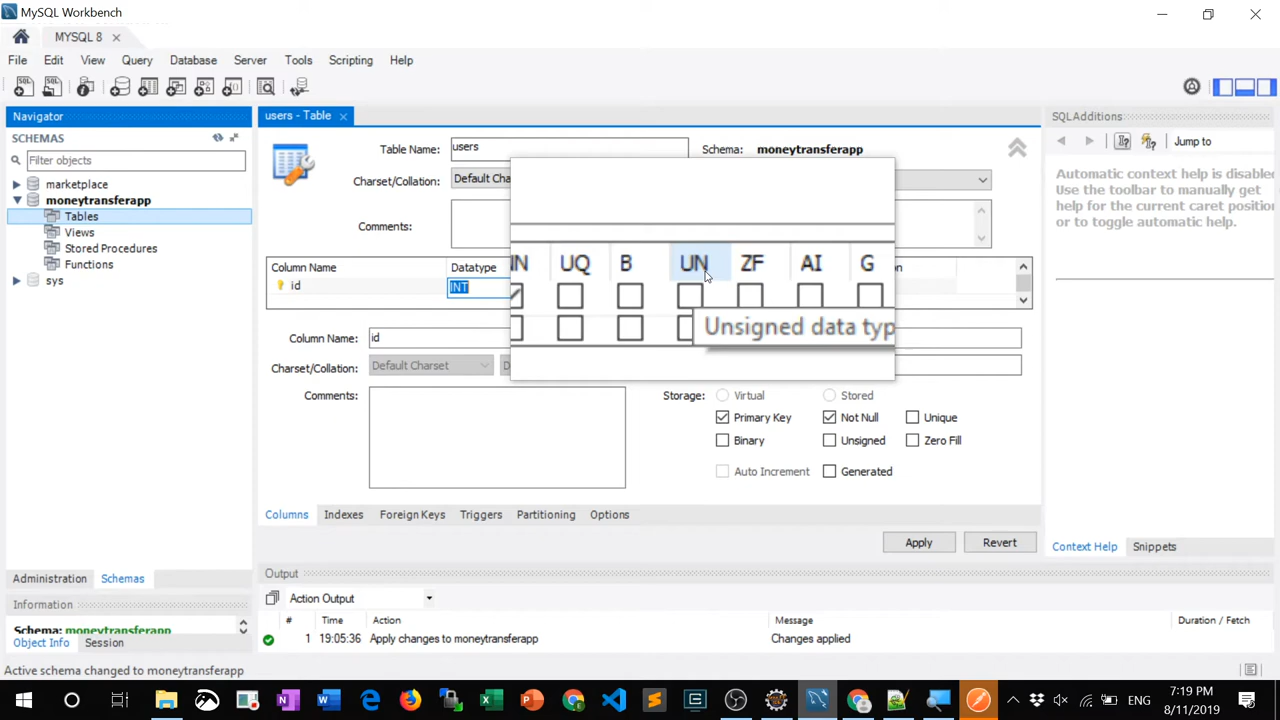 MySQL Workbench
MYSQL 8
File Edit View Query Database Server Tools Scripting Help
Navigator
SCHEMAS
Filter objects
marketplace
moneytransferapp
Tables
Views
Stored Procedures
Functions
sys
Administration Schemas
Information
Schema: moneytransferapp
Object Info Session
users - Table
Table Name: users Schema: moneytransferapp
Charset/Collation: Default Char
Comments:
Column Name Datatype
id INT
UQ B UN ZF AI G
Unsigned data typ
Column Name: id
Charset/Collation: Default Charset
Comments:
Storage: Virtual Stored
Primary Key Not Null Unique
Binary Unsigned Zero Fill
Auto Increment Generated
Columns Indexes Foreign Keys Triggers Partitioning Options
Apply Revert
SQLAdditions
Jump to
Automatic context help is disabled
Use the toolbar to manually get
help for the current caret position
or to toggle automatic help.
Context Help Snippets
Output
Action Output
# Time Action Message Duration / Fetch
1 19:05:36 Apply changes to moneytransferapp Changes applied
Active schema changed to moneytransferapp
ENG
7:19 PM
8/11/2019